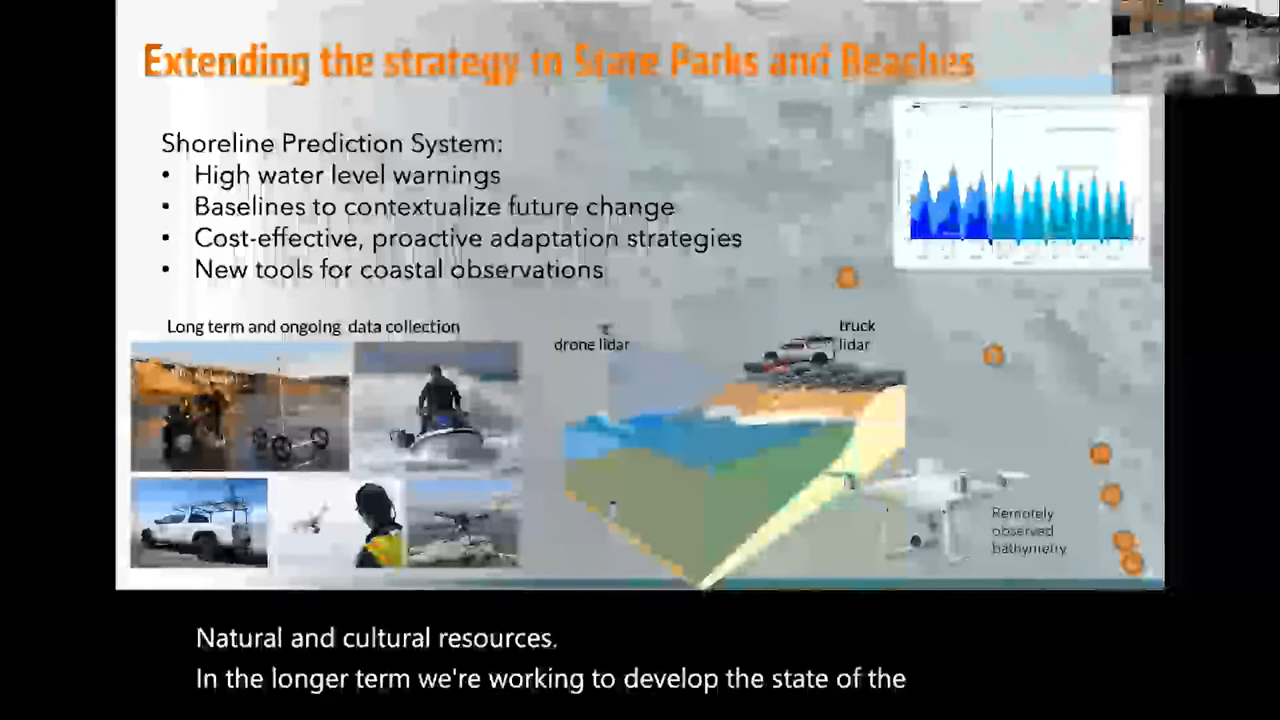 Extending the strategy to State Parks and Beaches
Shoreline Prediction System:
• High water level warnings
• Baselines to contextualize future change
• Cost-effective, proactive adaptation strategies
• New tools for coastal observations
Long term and ongoing data collection
drone lidar
truck
lidar
Remotely
observed
bathymetry
Natural and cultural resources.
In the longer term we're working to develop the state of the